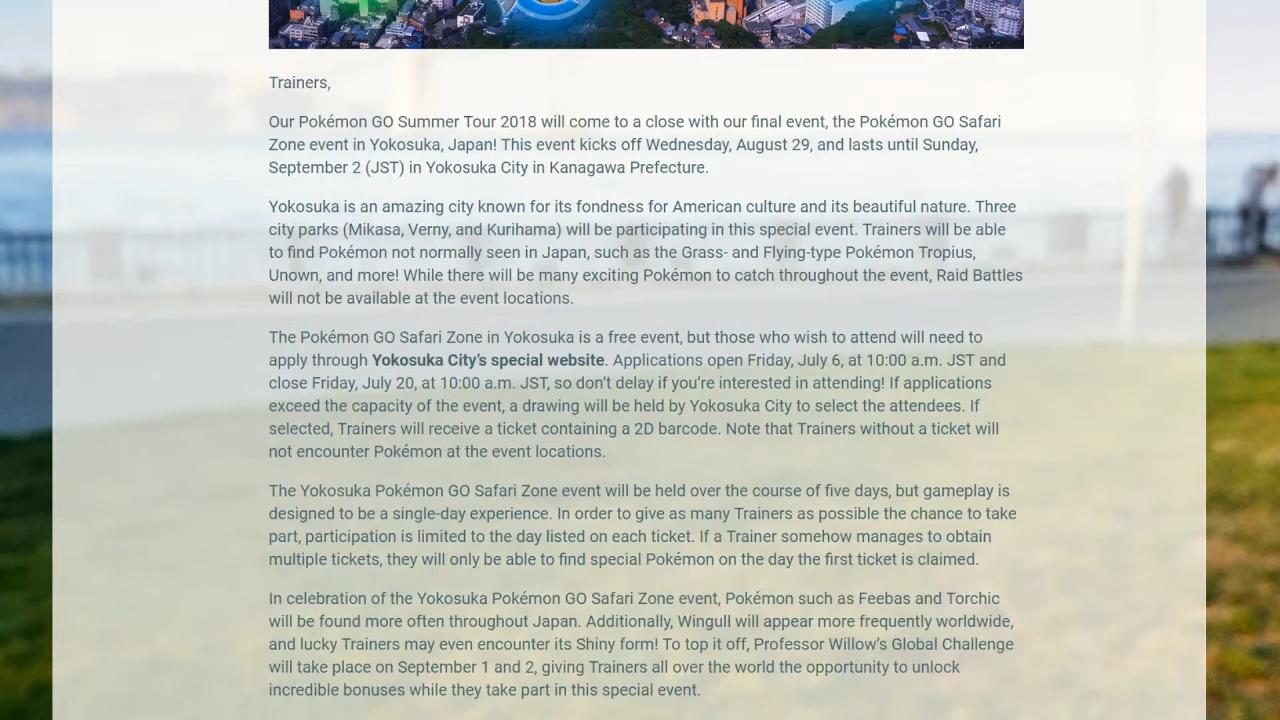 Trainers,
Our Pokémon GO Summer Tour 2018 will come to a close with our final event, the Pokémon GO Safari
Zone event in Yokosuka, Japan! This event kicks off Wednesday, August 29, and lasts until Sunday,
September 2 (JST) in Yokosuka City in Kanagawa Prefecture.
Yokosuka is an amazing city known for its fondness for American culture and its beautiful nature. Three
city parks (Mikasa, Verny, and Kurihama) will be participating in this special event. Trainers will be able
to find Pokémon not normally seen in Japan, such as the Grass- and Flying-type Pokémon Tropius,
Unown, and more! While there will be many exciting Pokémon to catch throughout the event, Raid Battles
will not be available at the event locations.
The Pokémon GO Safari Zone in Yokosuka is a free event, but those who wish to attend will need to
apply through Yokosuka City’s special website. Applications open Friday, July 6, at 10:00 a.m. JST and
close Friday, July 20, at 10:00 a.m. JST, so don’t delay if you’re interested in attending! If applications
exceed the capacity of the event, a drawing will be held by Yokosuka City to select the attendees. If
selected, Trainers will receive a ticket containing a 2D barcode. Note that Trainers without a ticket will
not encounter Pokémon at the event locations.
The Yokosuka Pokémon GO Safari Zone event will be held over the course of five days, but gameplay is
designed to be a single-day experience. In order to give as many Trainers as possible the chance to take
part, participation is limited to the day listed on each ticket. If a Trainer somehow manages to obtain
multiple tickets, they will only be able to find special Pokémon on the day the first ticket is claimed.
In celebration of the Yokosuka Pokémon GO Safari Zone event, Pokémon such as Feebas and Torchic
will be found more often throughout Japan. Additionally, Wingull will appear more frequently worldwide,
and lucky Trainers may even encounter its Shiny form! To top it off, Professor Willow’s Global Challenge
will take place on September 1 and 2, giving Trainers all over the world the opportunity to unlock
incredible bonuses while they take part in this special event.